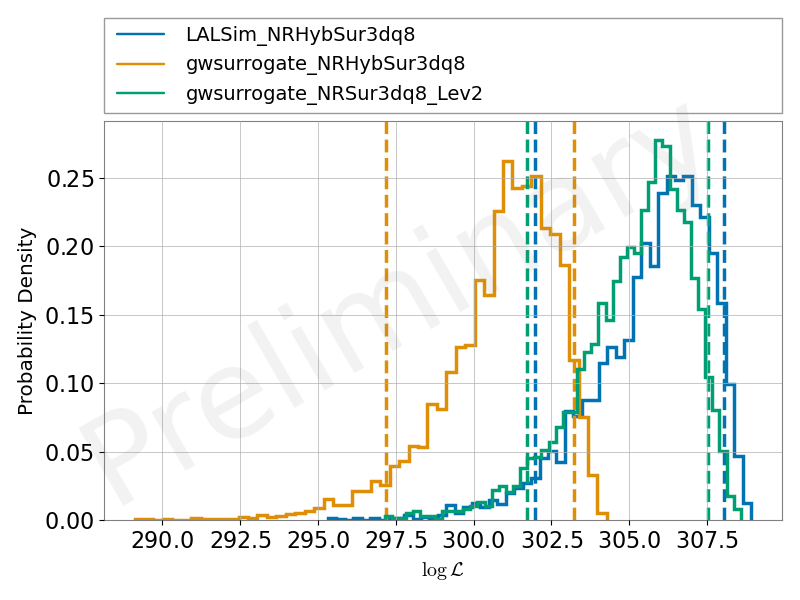 LALSim_NRHybSur3dq8
gwsurrogate_NRHybSur3dq8
gwsurrogate_NRSur3dq8_Lev2
Preliminary
Probability Density
0.25
0.20
0.15
0.10
0.05
0.00
290.0 292.5 295.0 297.5 300.0 302.5 305.0 307.5
log ℒ